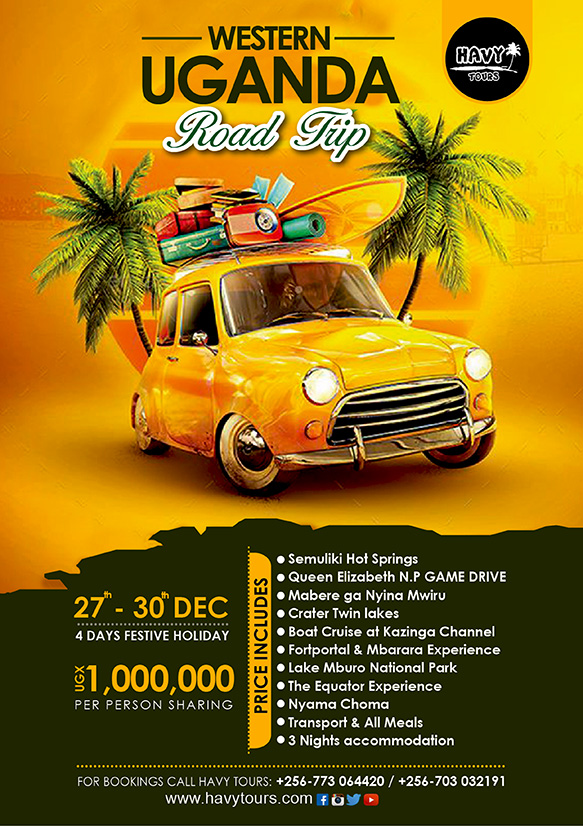 WESTERN
UGANDA
Road Trip
HAVY
TOURS
27th - 30th DEC
4 DAYS FESTIVE HOLIDAY
UGX 1,000,000
PER PERSON SHARING
PRICE INCLUDES
• Semuliki Hot Springs
• Queen Elizabeth N.P GAME DRIVE
• Mabere ga Nyina Mwiru
• Crater Twin lakes
• Boat Cruise at Kazinga Channel
• Fortportal & Mbarara Experience
• Lake Mburo National Park
• The Equator Experience
• Nyama Choma
• Transport & All Meals
• 3 Nights accommodation
FOR BOOKINGS CALL HAVY TOURS: +256-773 064420 / +256-703 032191
www.havytours.com